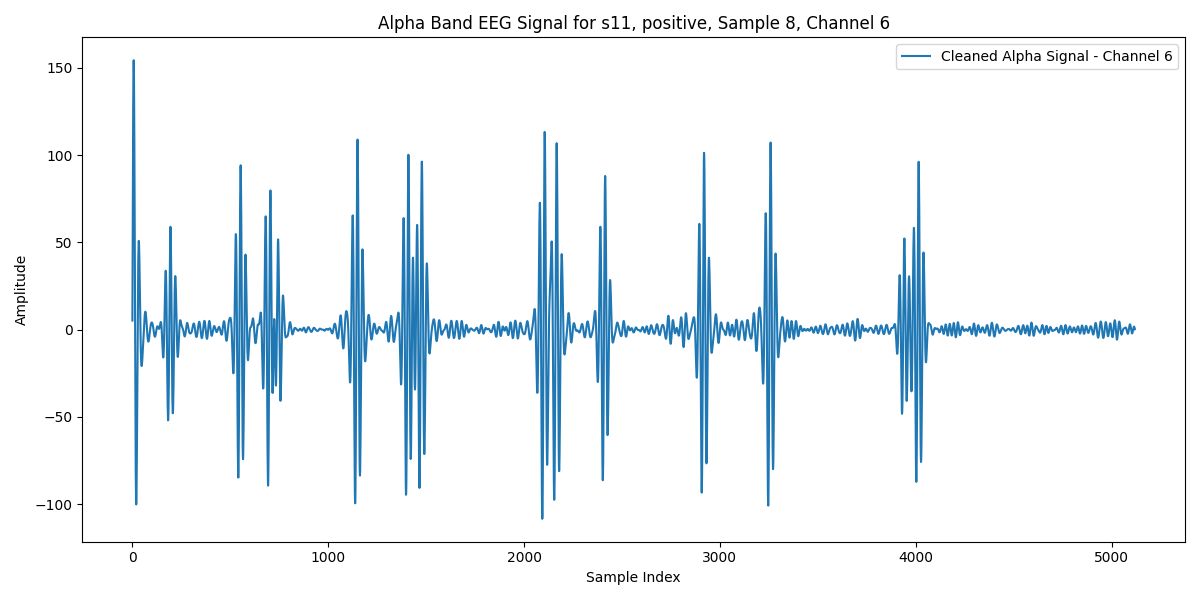 Alpha Band EEG Signal for s11, positive, Sample 8, Channel 6
Cleaned Alpha Signal - Channel 6
Amplitude
150
100
50
0
−50
−100
0 1000 2000 3000 4000 5000
Sample Index